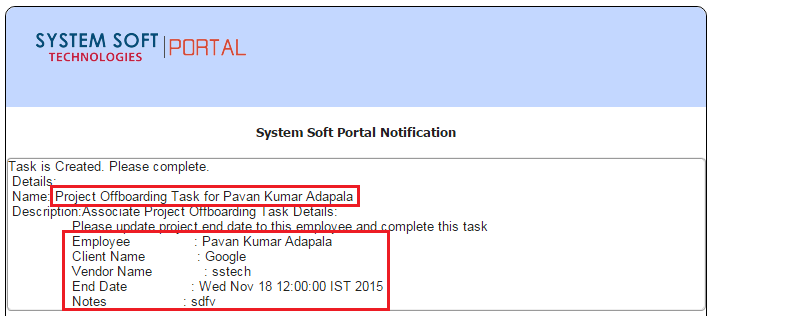 SYSTEM SOFT
TECHNOLOGIES
PORTAL
System Soft Portal Notification
Task is Created. Please complete.
Details:
Name: Project Offboarding Task for Pavan Kumar Adapala
Description:Associate Project Offboarding Task Details:
Please update project end date to this employee and complete this task
Employee : Pavan Kumar Adapala
Client Name : Google
Vendor Name : sstech
End Date : Wed Nov 18 12:00:00 IST 2015
Notes : sdfv